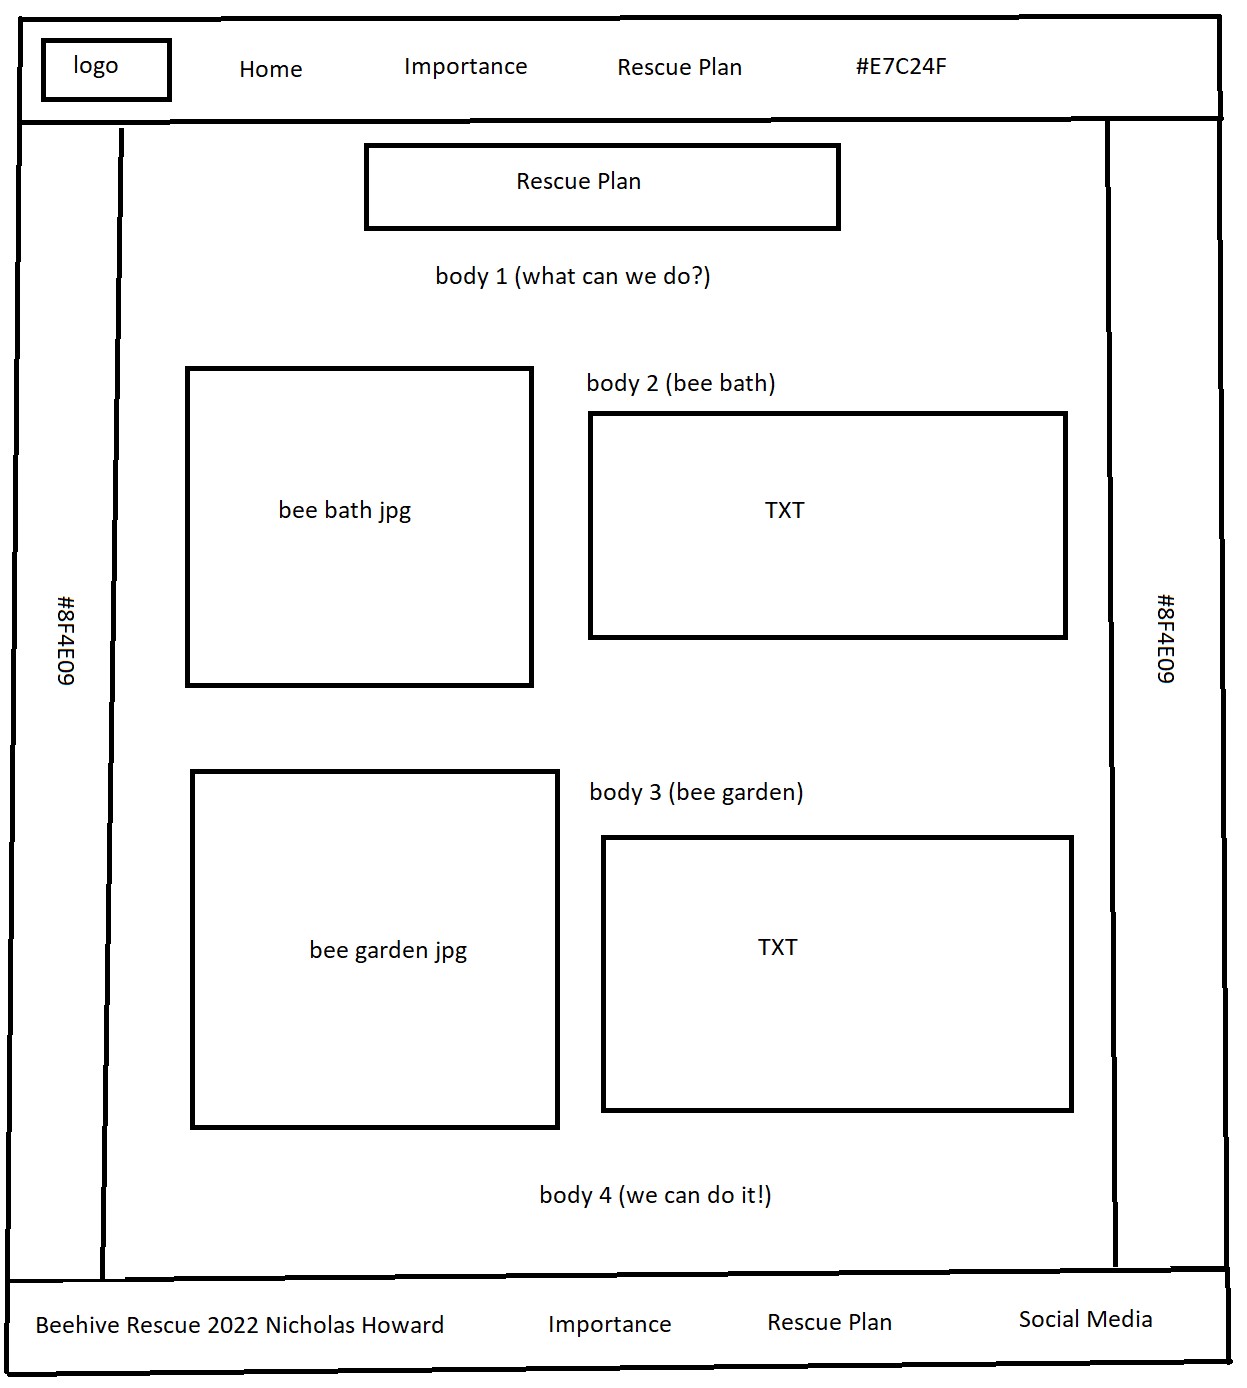 logo
Home
Importance
Rescue Plan
#E7C24F
Rescue Plan
body 1 (what can we do?)
bee bath jpg
body 2 (bee bath)
TXT
#8F4E09
#8F4E09
bee garden jpg
body 3 (bee garden)
TXT
body 4 (we can do it!)
Beehive Rescue 2022 Nicholas Howard
Importance
Rescue Plan
Social Media